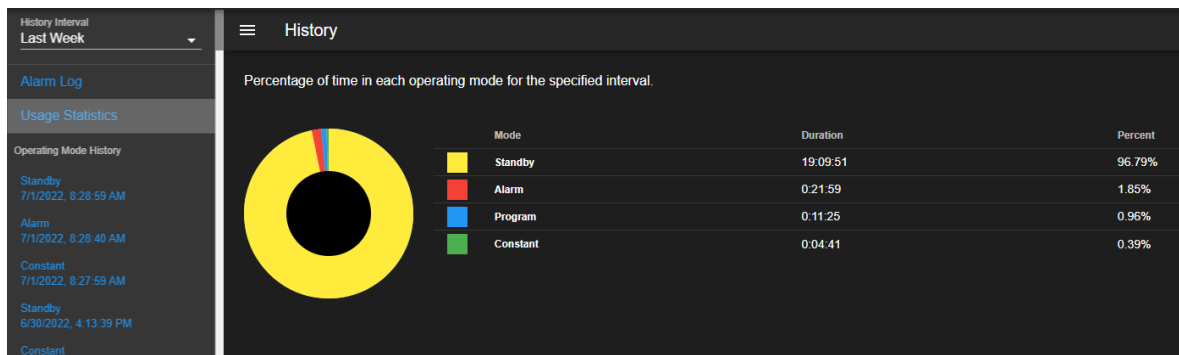 History Interval
Last Week
Alarm Log
Usage Statistics
Operating Mode History
Standby
7/1/2022, 8:28:59 AM
Alarm
7/1/2022, 8:28:40 AM
Constant
7/1/2022, 8:27:59 AM
Standby
6/30/2022, 4:13:39 PM
Constant
History
Percentage of time in each operating mode for the specified interval.
Mode Duration Percent
Standby 19:09:51 96.79%
Alarm 0:21:59 1.85%
Program 0:11:25 0.96%
Constant 0:04:41 0.39%